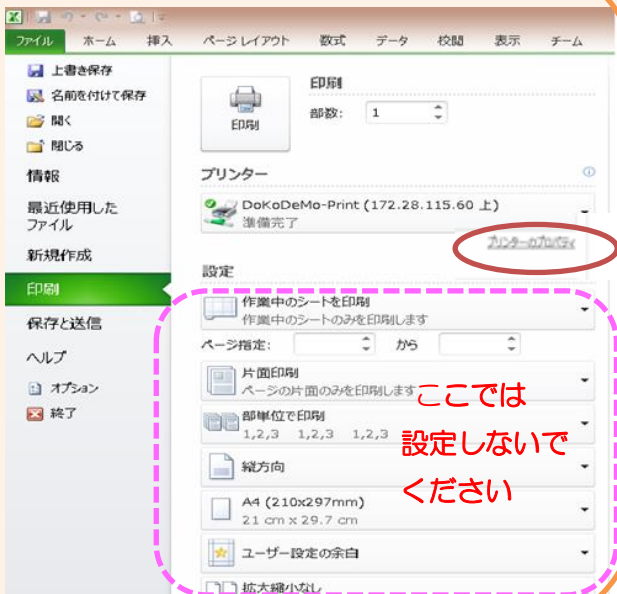 ファイル ホーム 挿入 ページ レイアウト 数式 データ 校閲 表示 チーム
上書き保存
名前を付けて保存
開く
閉じる
情報
最近使用した
ファイル
新規作成
印刷
保存と送信
ヘルプ
オプション
終了
印刷
印刷
部数: 1
プリンター
DoKoDeMo-Print (172.28.115.60 上)
準備完了
プリンターのプロパティ
設定
作業中のシートを印刷
作業中のシートのみを印刷します
ページ指定: から
片面印刷
ページの片面のみを印刷します
部単位で印刷
1,2,3 1,2,3 1,2,3
縦方向
A4 (210x297mm)
21 cm x 29.7 cm
ユーザー設定の余白
拡大縮小なし
ここでは
設定しないで
ください